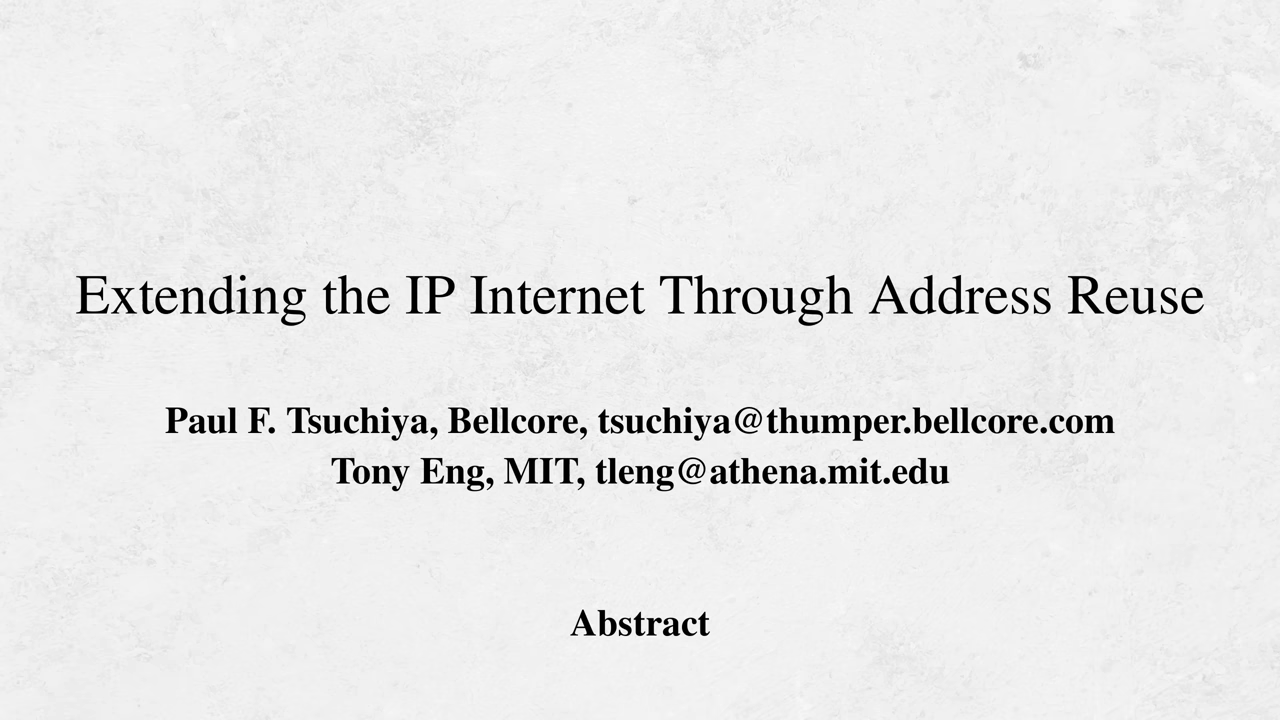 Extending the IP Internet Through Address Reuse
Paul F. Tsuchiya, Bellcore, tsuchiya@thumper.bellcore.com
Tony Eng, MIT, tleng@athena.mit.edu
Abstract